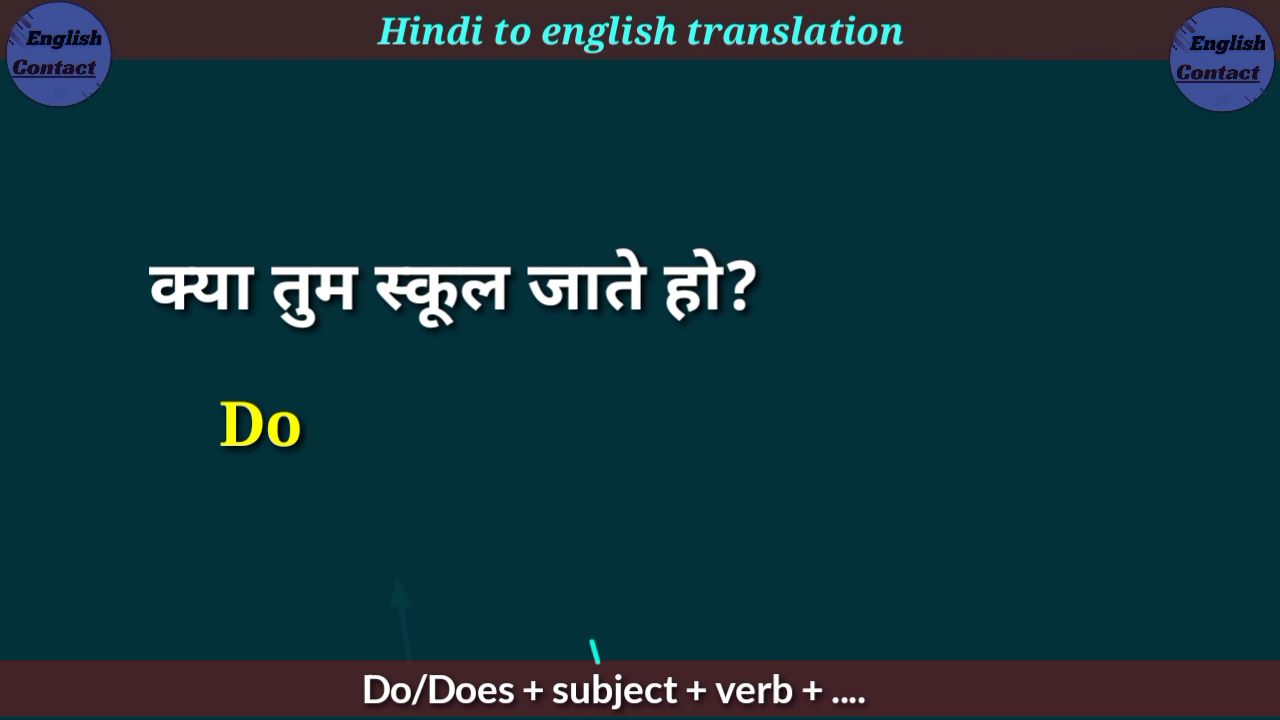 Hindi to english translation
English
Contact
English
Contact
क्या तुम स्कूल जाते हो?
Do
Do/Does + subject + verb + ....